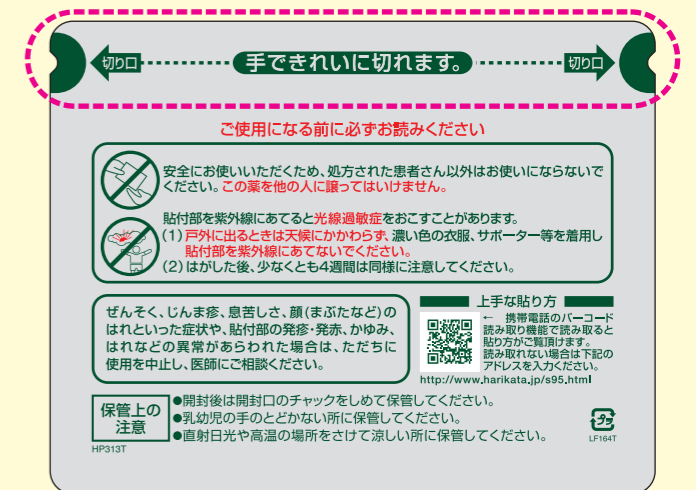 切り口 手できれいに切れます。 切り口
ご使用になる前に必ずお読みください
安全にお使いいただくため、処方された患者さん以外はお使いにならないで
ください。この薬を他の人に譲ってはいけません。
貼付部を紫外線にあてると光線過敏症をおこすことがあります。
(1)戸外に出るときは天候にかかわらず、濃い色の衣服、サポーター等を着用し
貼付部を紫外線にあてないでください。
(2)はがした後、少なくとも4週間は同様に注意してください。
ぜんそく、じんま疹、息苦しさ、顔(まぶたなど)の
はれといった症状や、貼付部の発疹・発赤、かゆみ、
はれなどの異常があらわれた場合は、ただちに
使用を中止し、医師にご相談ください。
上手な貼り方
← 携帯電話のバーコード
読み取り機能で読み取ると
貼り方がご覧頂けます。
読み取れない場合は下記の
アドレスを入力ください。
http://www.harikata.jp/s95.html
保管上の
注意
●開封後は開封口のチャックをしめて保管してください。
●乳幼児の手のとどかない所に保管してください。
●直射日光や高温の場所をさけて涼しい所に保管してください。
HP313T
プラ
LF164T